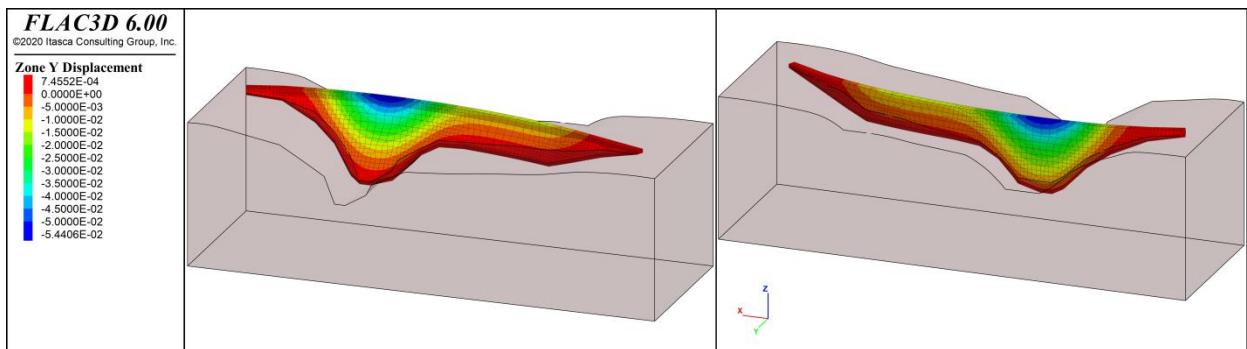 FLAC3D 6.00
©2020 Itasca Consulting Group, Inc.
Zone Y Displacement
7.4552E-04
0.0000E+00
-5.0000E-03
-1.0000E-02
-1.5000E-02
-2.0000E-02
-2.5000E-02
-3.0000E-02
-3.5000E-02
-4.0000E-02
-4.5000E-02
-5.0000E-02
-5.4406E-02
Z
X
Y